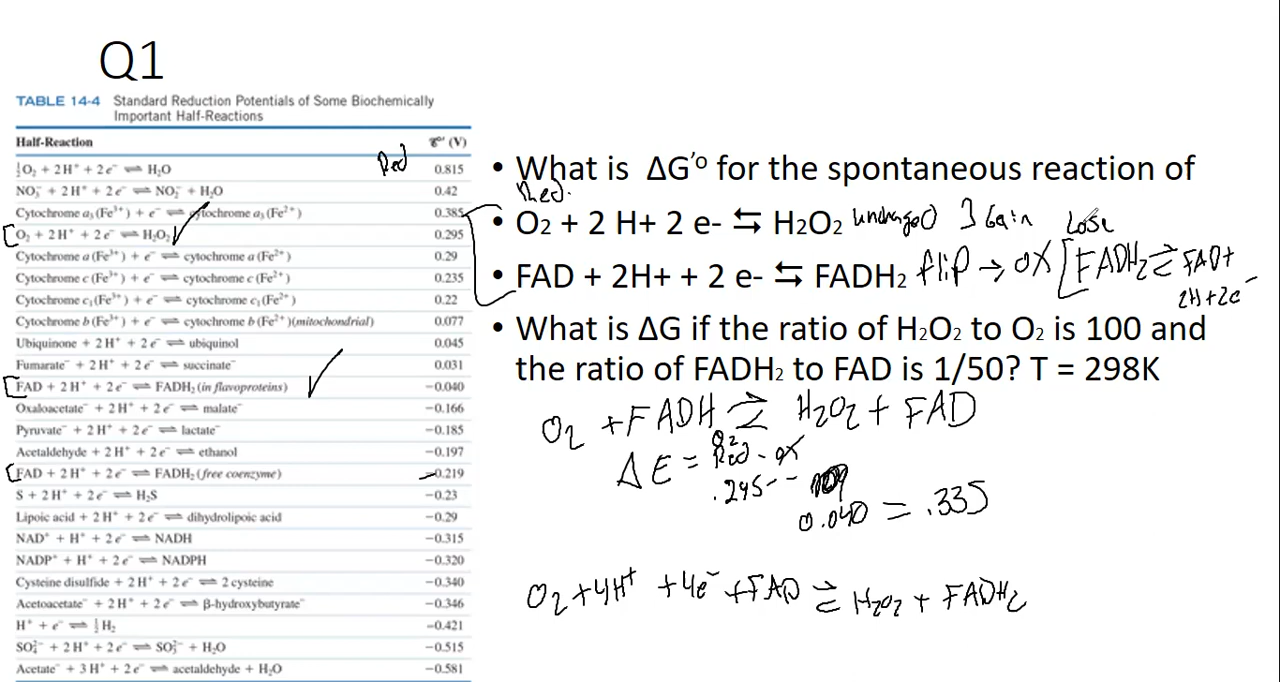 Q1
TABLE 14-4 Standard Reduction Potentials of Some Biochemically
Important Half-Reactions
Half-Reaction Red ℰ°′ (V)
½O₂ + 2H⁺ + 2e⁻ ⇌ H₂O 0.815
NO₃⁻ + 2H⁺ + 2e⁻ ⇌ NO₂⁻ + H₂O 0.42
Cytochrome a₃ (Fe³⁺) + e⁻ ⇌ cytochrome a₃ (Fe²⁺) 0.385
O₂ + 2H⁺ + 2e⁻ ⇌ H₂O₂ 0.295
Cytochrome a (Fe³⁺) + e⁻ ⇌ cytochrome a (Fe²⁺) 0.29
Cytochrome c (Fe³⁺) + e⁻ ⇌ cytochrome c (Fe²⁺) 0.235
Cytochrome c₁ (Fe³⁺) + e⁻ ⇌ cytochrome c₁ (Fe²⁺) 0.22
Cytochrome b (Fe³⁺) + e⁻ ⇌ cytochrome b (Fe²⁺) (mitochondrial) 0.077
Ubiquinone + 2H⁺ + 2e⁻ ⇌ ubiquinol 0.045
Fumarate⁻ + 2H⁺ + 2e⁻ ⇌ succinate⁻ 0.031
FAD + 2H⁺ + 2e⁻ ⇌ FADH₂ (in flavoproteins) −0.040
Oxaloacetate⁻ + 2H⁺ + 2e⁻ ⇌ malate⁻ −0.166
Pyruvate⁻ + 2H⁺ + 2e⁻ ⇌ lactate⁻ −0.185
Acetaldehyde + 2H⁺ + 2e⁻ ⇌ ethanol −0.197
FAD + 2H⁺ + 2e⁻ ⇌ FADH₂ (free coenzyme) −0.219
S + 2H⁺ + 2e⁻ ⇌ H₂S −0.23
Lipoic acid + 2H⁺ + 2e⁻ ⇌ dihydrolipoic acid −0.29
NAD⁺ + H⁺ + 2e⁻ ⇌ NADH −0.315
NADP⁺ + H⁺ + 2e⁻ ⇌ NADPH −0.320
Cysteine disulfide + 2H⁺ + 2e⁻ ⇌ 2 cysteine −0.340
Acetoacetate⁻ + 2H⁺ + 2e⁻ ⇌ β-hydroxybutyrate⁻ −0.346
H⁺ + e⁻ ⇌ ½H₂ −0.421
SO₄²⁻ + 2H⁺ + 2e⁻ ⇌ SO₃²⁻ + H₂O −0.515
Acetate⁻ + 3H⁺ + 2e⁻ ⇌ acetaldehyde + H₂O −0.581
• What is ΔG'° for the spontaneous reaction of
Red.
• O₂ + 2 H+ 2 e- ⇆ H₂O₂ unchanged ] Gain Lose
• FAD + 2H+ + 2 e- ⇆ FADH₂ flip → ox [FADH₂ ⇌ FAD+
2H+2e⁻
• What is ΔG if the ratio of H₂O₂ to O₂ is 100 and
the ratio of FADH₂ to FAD is 1/50? T = 298K
O₂ + FADH ⇌ H₂O₂ + FAD
O₂
ΔE = Red - ox
.295 - -
0.040 = .335
O₂ + 4H⁺ + 4e⁻ + FAD ⇌ H₂O₂ + FADH₂